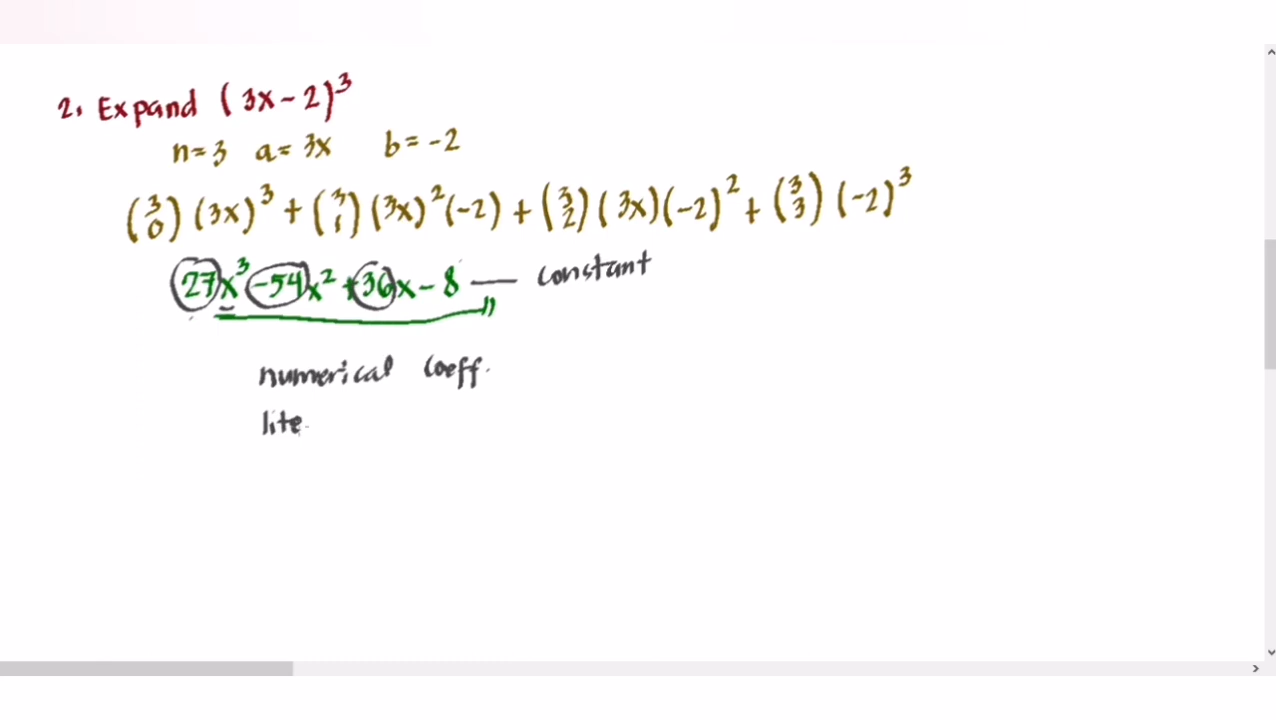 2. Expand (3x-2)³
n=3 a=3x b=-2
(3 0)(3x)³ + (3 1)(3x)²(-2) + (3 2)(3x)(-2)² + (3 3)(-2)³
27x³ -54x² +36x - 8 — constant
numerical coeff.
lite